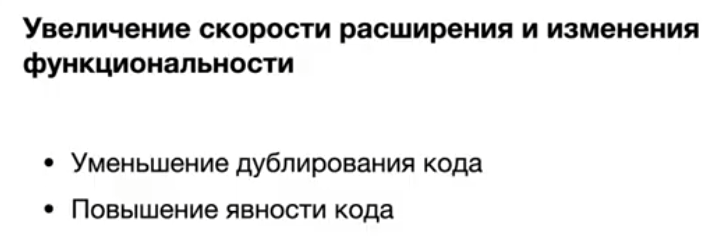 Увеличение скорости расширения и изменения
функциональности
• Уменьшение дублирования кода
• Повышение явности кода